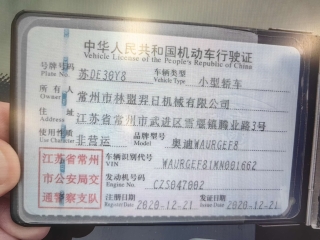 中华人民共和国机动车行驶证
Vehicle License of the People's Republic of China
号牌号码 苏DE30Y8 车辆类型 小型轿车
Plate No. Vehicle Type
所有人 常州市林盟羿日机械有限公司
Owner
住址 江苏省常州市武进区雪堰镇腾业路3号
Address
使用性质 非营运 品牌型号 奥迪WAURGEF8
Use Character Model
江苏省常州
市公安局交
通警察支队
车辆识别代号 WAURGEF81MN001662
VIN
发动机号码 CZS047002
Engine No.
注册日期 2020-12-21 发证日期 2020-12-21
Register Date Issue Date